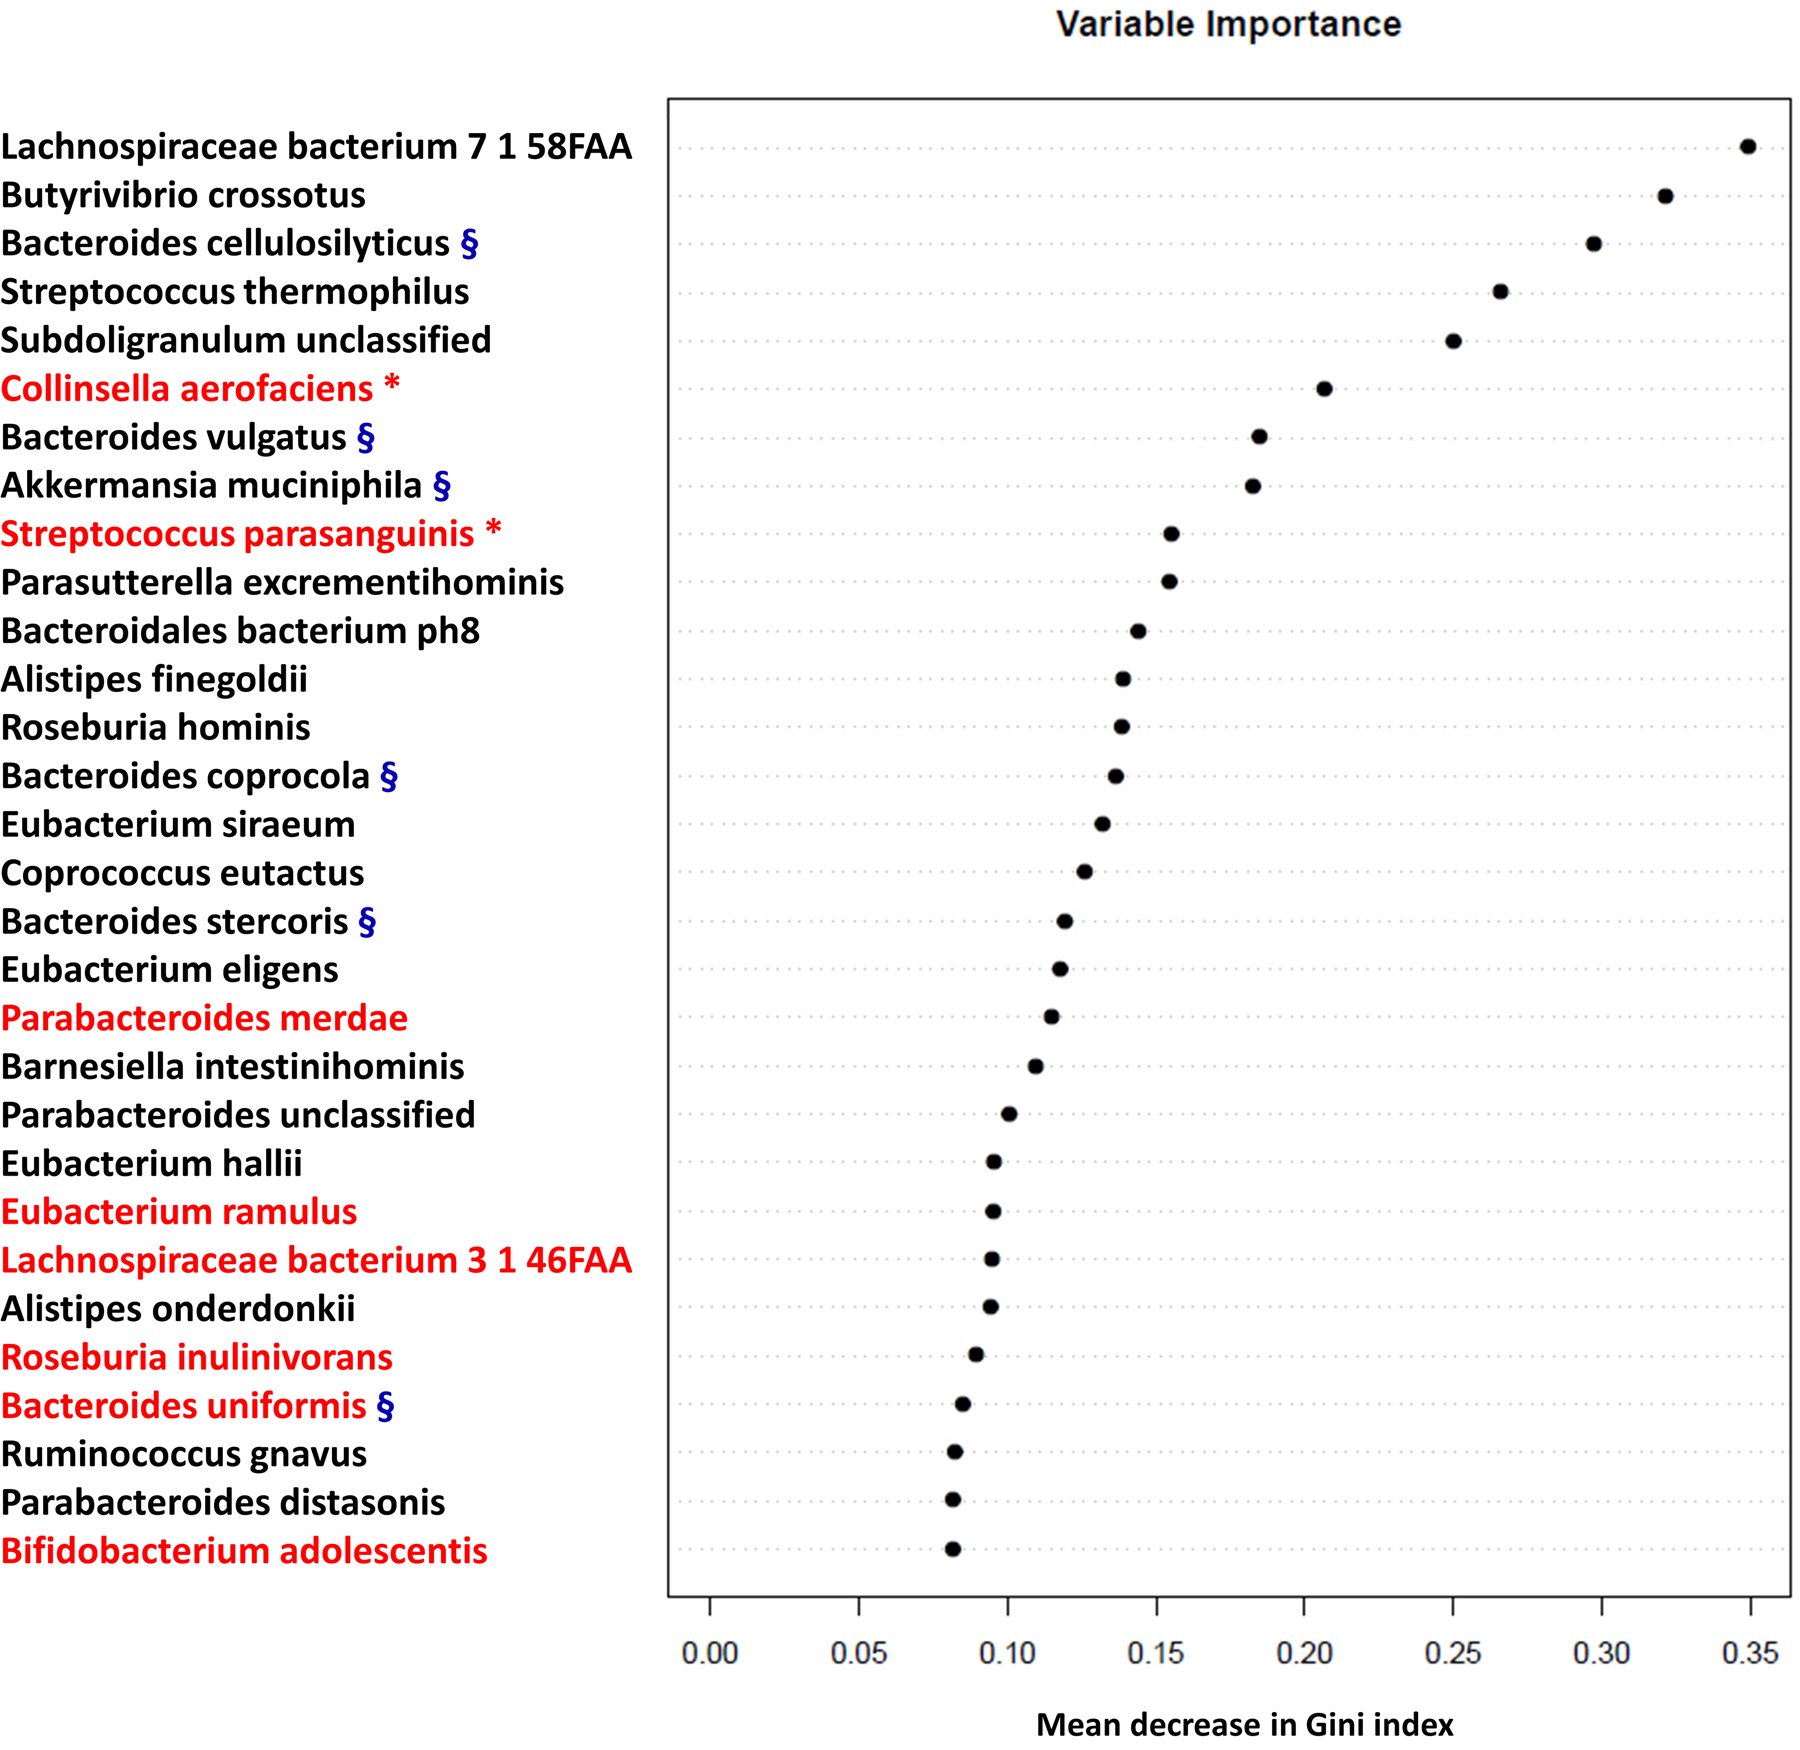 Variable Importance
Lachnospiraceae bacterium 7 1 58FAA
Butyrivibrio crossotus
Bacteroides cellulosilyticus §
Streptococcus thermophilus
Subdoligranulum unclassified
Collinsella aerofaciens *
Bacteroides vulgatus §
Akkermansia muciniphila §
Streptococcus parasanguinis *
Parasutterella excrementihominis
Bacteroidales bacterium ph8
Alistipes finegoldii
Roseburia hominis
Bacteroides coprocola §
Eubacterium siraeum
Coprococcus eutactus
Bacteroides stercoris §
Eubacterium eligens
Parabacteroides merdae
Barnesiella intestinihominis
Parabacteroides unclassified
Eubacterium hallii
Eubacterium ramulus
Lachnospiraceae bacterium 3 1 46FAA
Alistipes onderdonkii
Roseburia inulinivorans
Bacteroides uniformis §
Ruminococcus gnavus
Parabacteroides distasonis
Bifidobacterium adolescentis
0.00 0.05 0.10 0.15 0.20 0.25 0.30 0.35
Mean decrease in Gini index